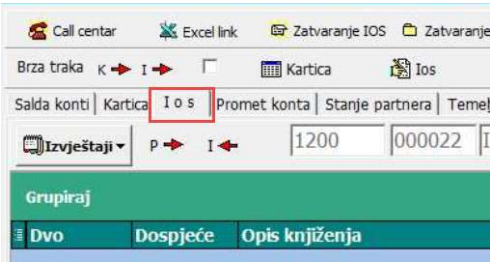 Call centar Excel link Zatvaranje IOS Zatvaranje
Brza traka K I Kartica Ios
Salda konti Kartica I o s Promet konta Stanje partnera Temelj
Izvještaji P I 1200 000022
Grupiraj
Dvo Dospjeće Opis knjiženja